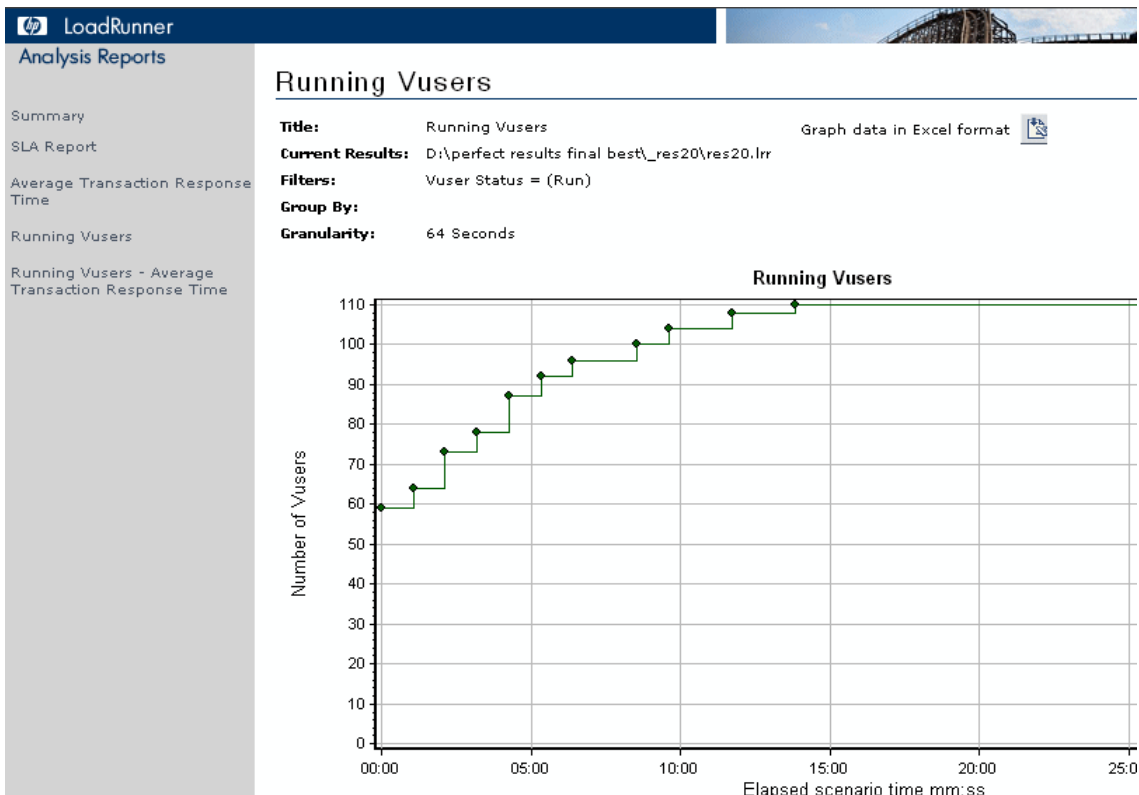 hp LoadRunner
Analysis Reports
Summary
SLA Report
Average Transaction Response
Time
Running Vusers
Running Vusers - Average
Transaction Response Time
Running Vusers
Title: Running Vusers
Graph data in Excel format
Current Results: D:\perfect results final best\_res20\res20.lrr
Filters: Vuser Status = (Run)
Group By:
Granularity: 64 Seconds
Running Vusers
Number of Vusers
110
100
90
80
70
60
50
40
30
20
10
0
00:00 05:00 10:00 15:00 20:00 25:0
Elapsed scenario time mm:ss